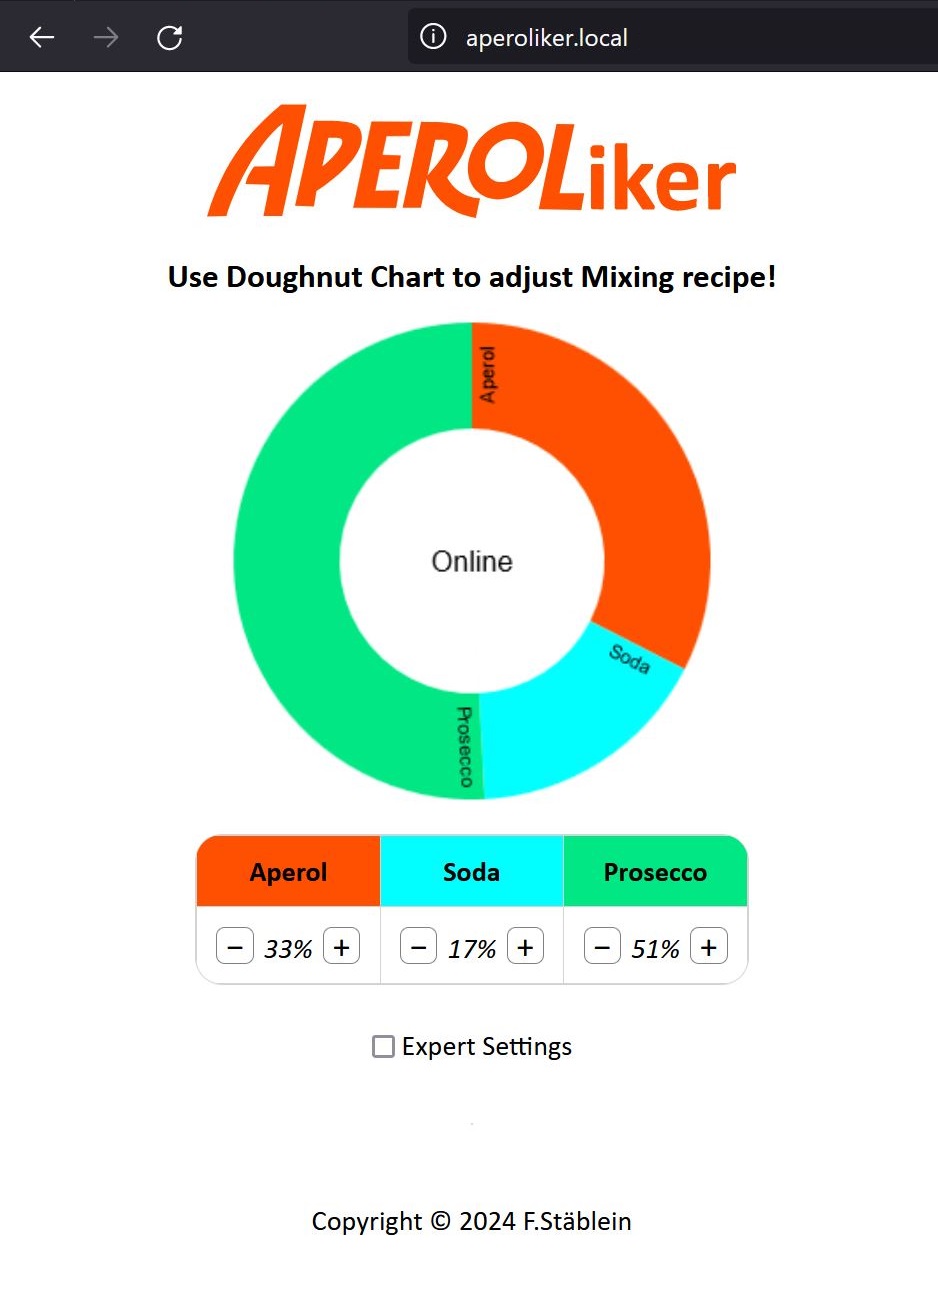 aperoliker.local
APEROLiker
Use Doughnut Chart to adjust Mixing recipe!
Aperol
Online
Soda
Prosecco
Aperol Soda Prosecco
− 33% + − 17% + − 51% +
Expert Settings
Copyright © 2024 F.Stäblein